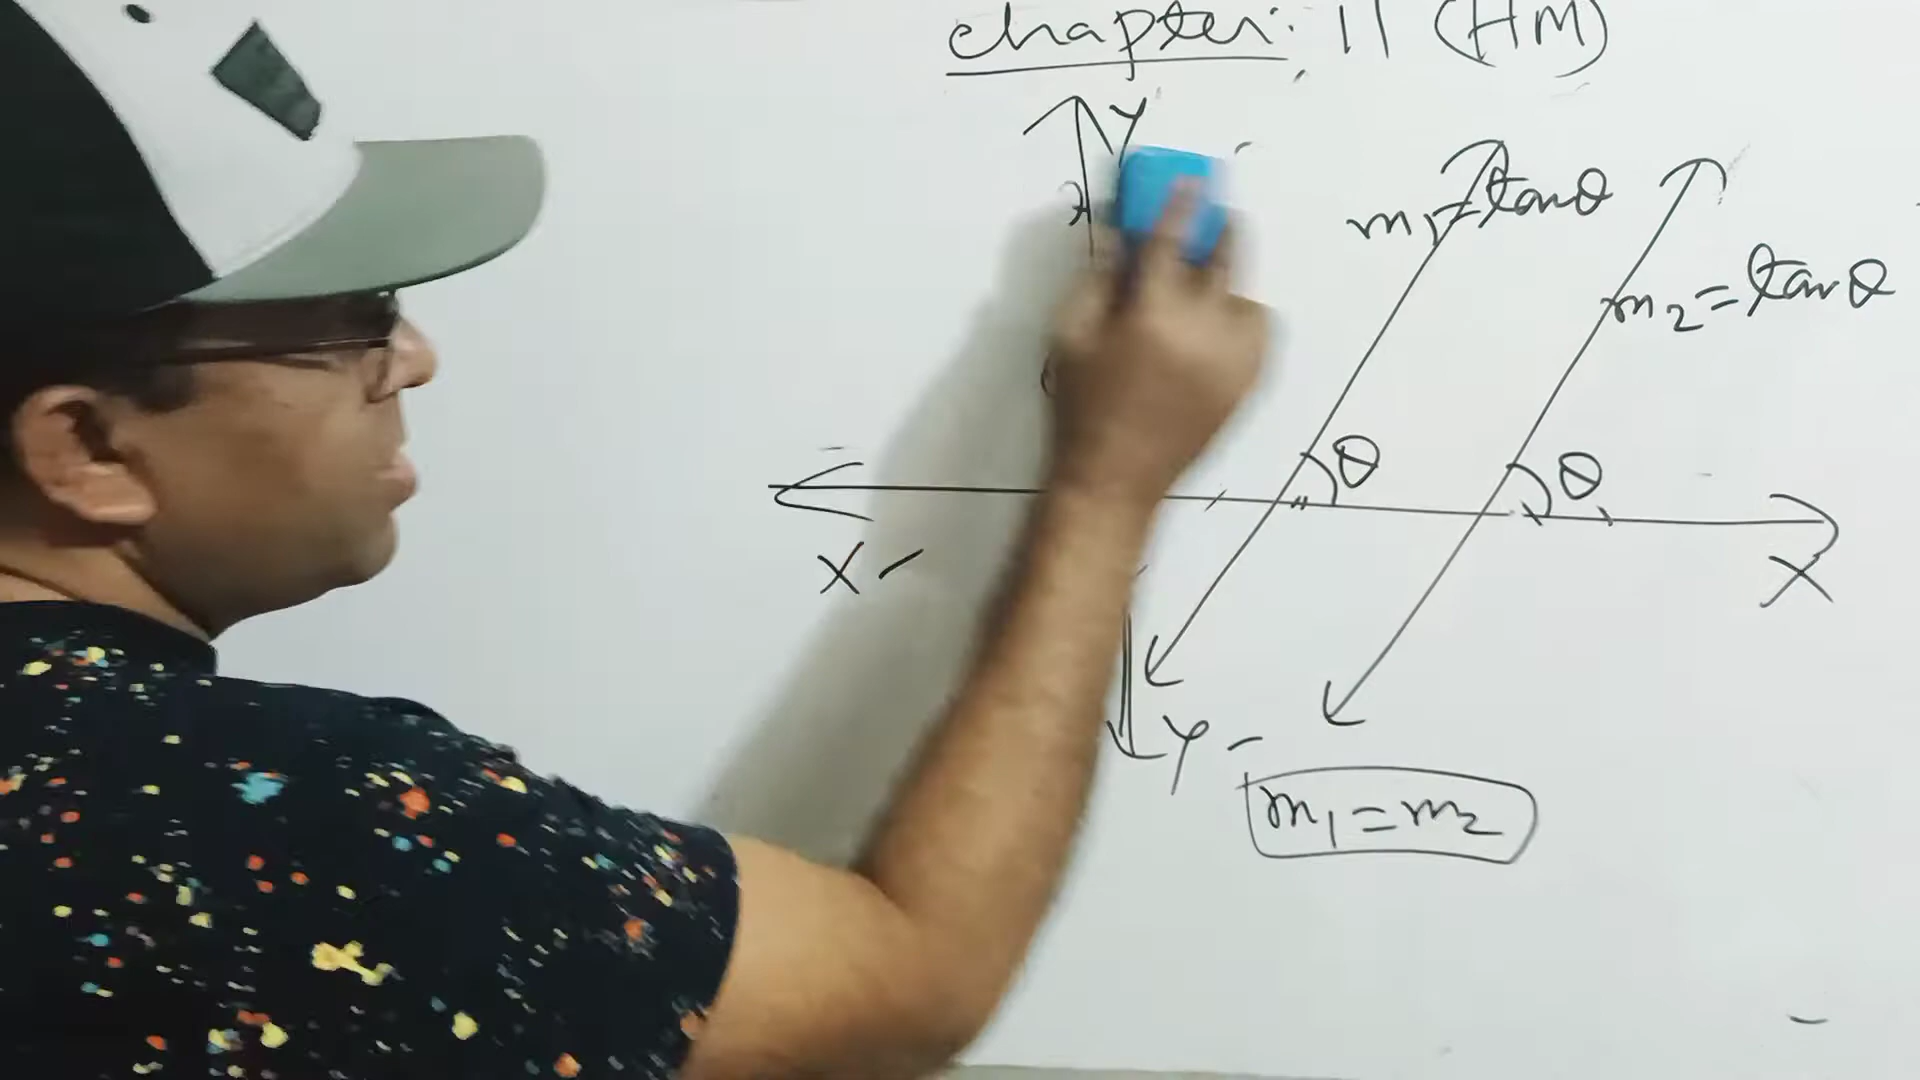 chapter: 11 (HM)
Y
m₁=tanθ
m₂=tanθ
θ θ
X- X
Y-
m₁=m₂